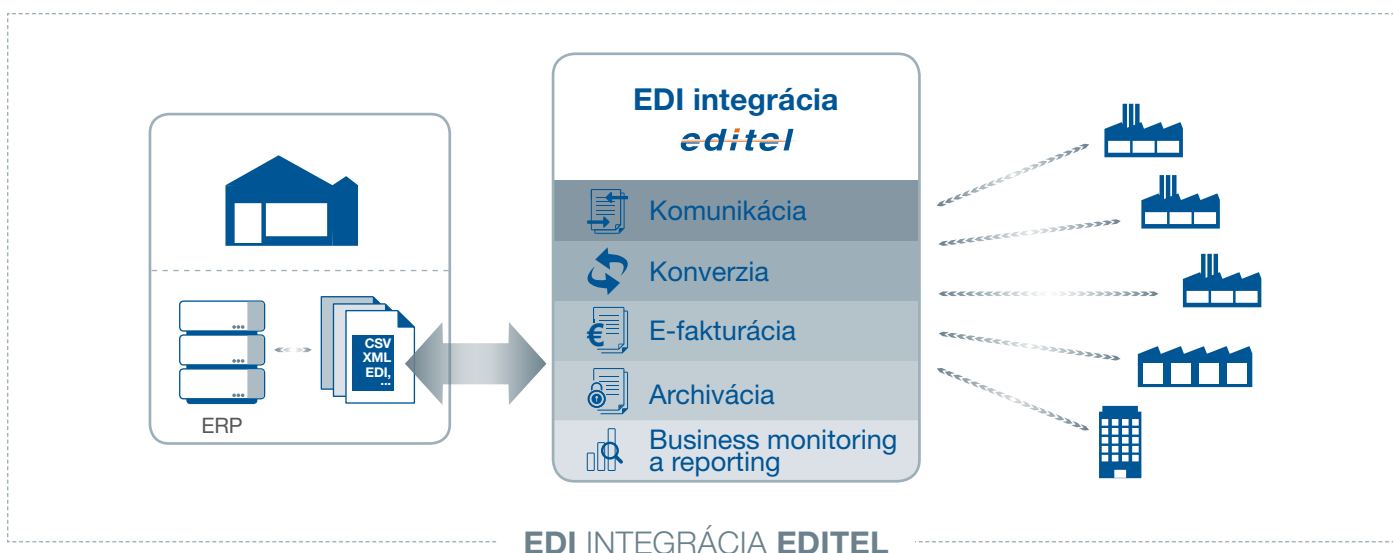 EDI integrácia
editel
Komunikácia
Konverzia
E-fakturácia
Archivácia
Business monitoring
a reporting
CSV
XML
EDI,
...
ERP
EDI INTEGRÁCIA EDITEL